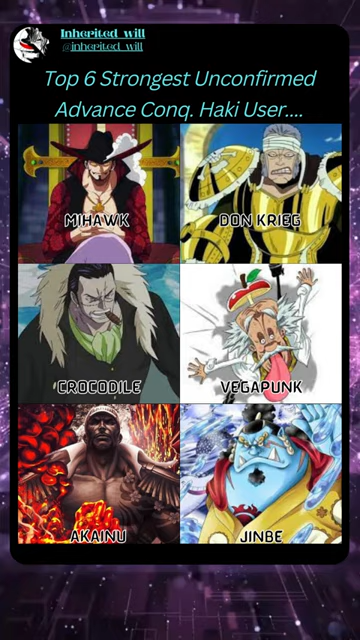 Inherited_will
@inherited_will
Top 6 Strongest Unconfirmed
Advance Conq. Haki User....
MIHAWK
DON KRIEG
CROCODILE
VEGAPUNK
AKAINU
JINBE